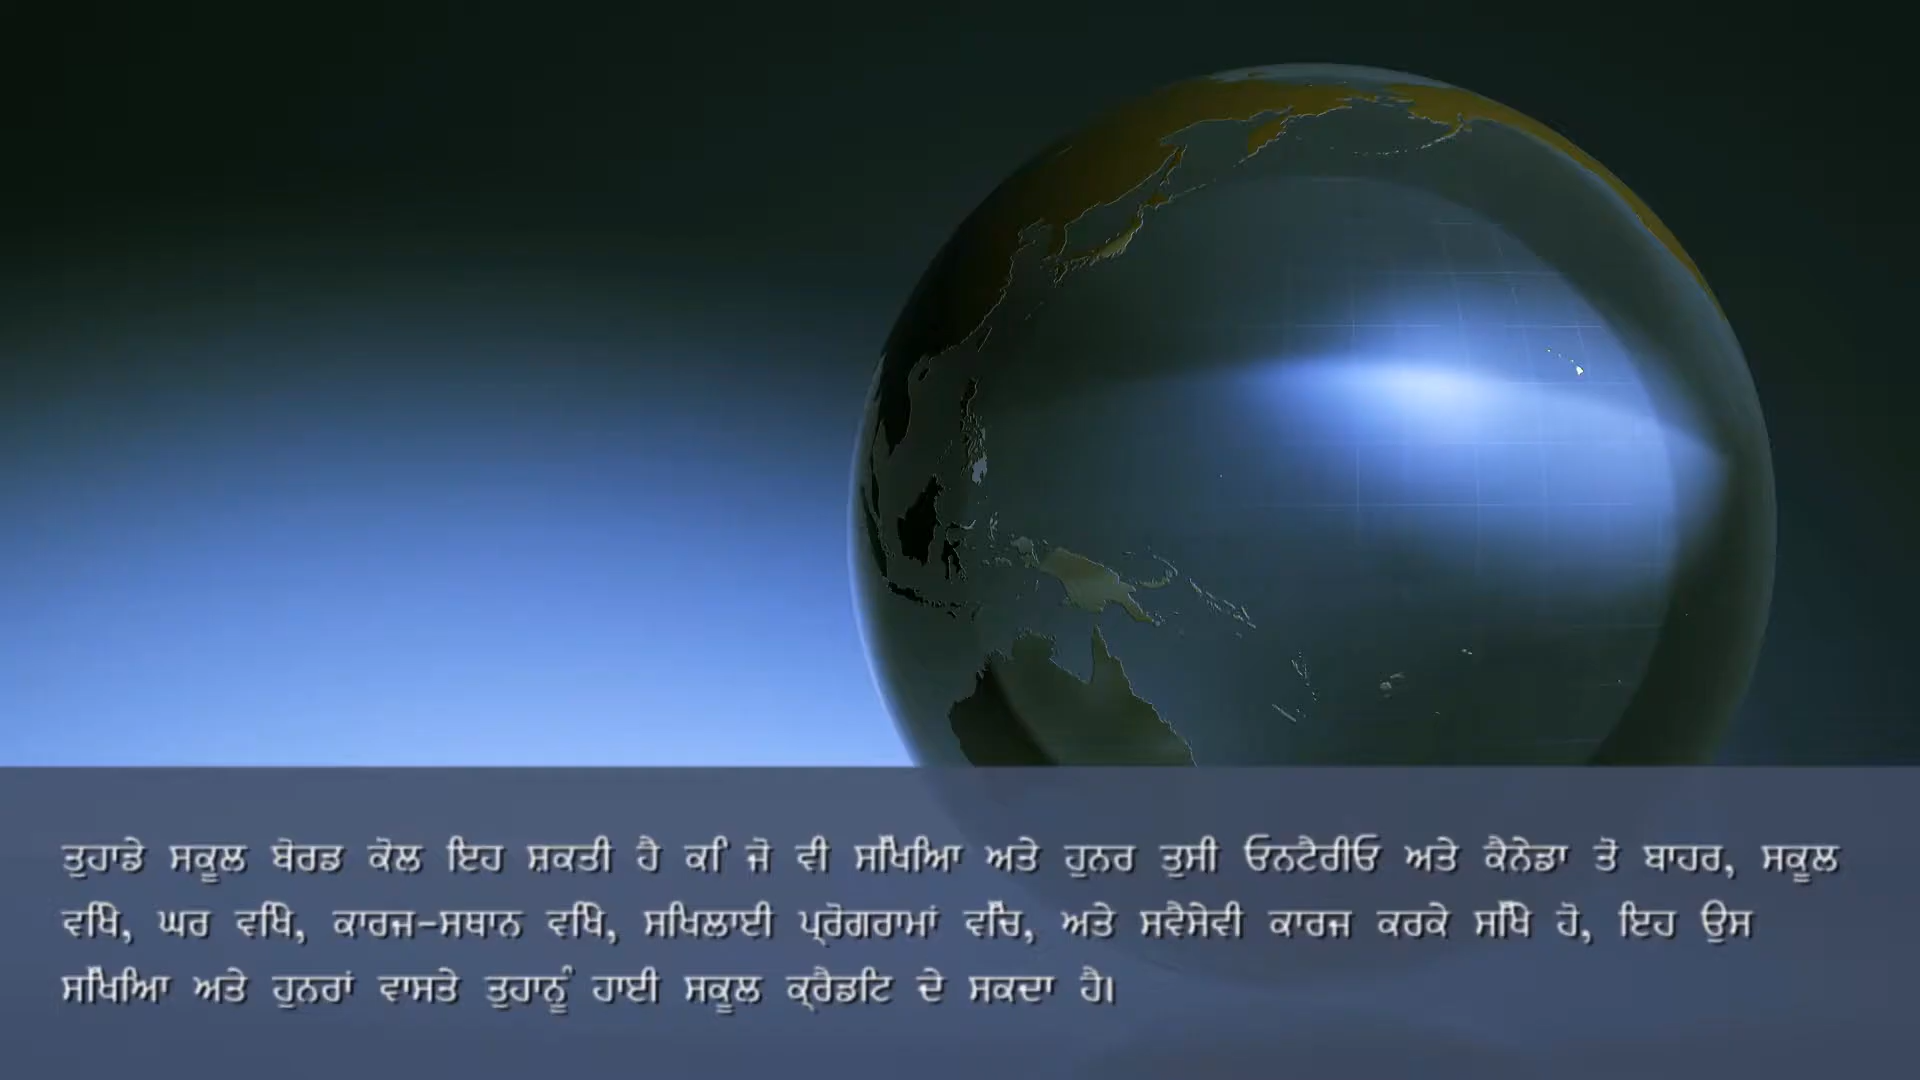 ਤੁਹਾਡੇ ਸਕੂਲ ਬੋਰਡ ਕੋਲ ਇਹ ਸ਼ਕਤੀ ਹੈ ਕਿ ਜੋ ਵੀ ਸਿੱਖਿਆ ਅਤੇ ਹੁਨਰ ਤੁਸੀ ਓਨਟੈਰੀਓ ਅਤੇ ਕੈਨੇਡਾ ਤੋ ਬਾਹਰ, ਸਕੂਲ
ਵਿਖੇ, ਘਰ ਵਿਖੇ, ਕਾਰਜ-ਸਥਾਨ ਵਿਖੇ, ਸਿਖਲਾਈ ਪ੍ਰੋਗਰਾਮਾਂ ਵਿੱਚ, ਅਤੇ ਸਵੈਸੇਵੀ ਕਾਰਜ ਕਰਕੇ ਸਿੱਖੇ ਹੋ, ਇਹ ਉਸ
ਸਿੱਖਿਆ ਅਤੇ ਹੁਨਰਾਂ ਵਾਸਤੇ ਤੁਹਾਨੂੰ ਹਾਈ ਸਕੂਲ ਕ੍ਰੈਡਿਟ ਦੇ ਸਕਦਾ ਹੈ।